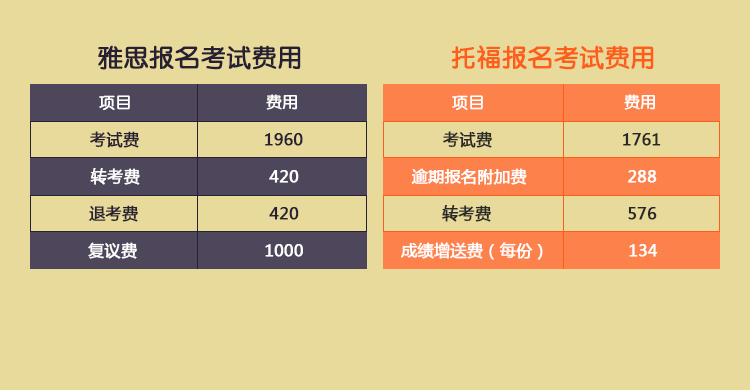 雅思报名考试费用
项目 费用
考试费 1960
转考费 420
退考费 420
复议费 1000
托福报名考试费用
项目 费用
考试费 1761
逾期报名附加费 288
转考费 576
成绩增送费（每份） 134